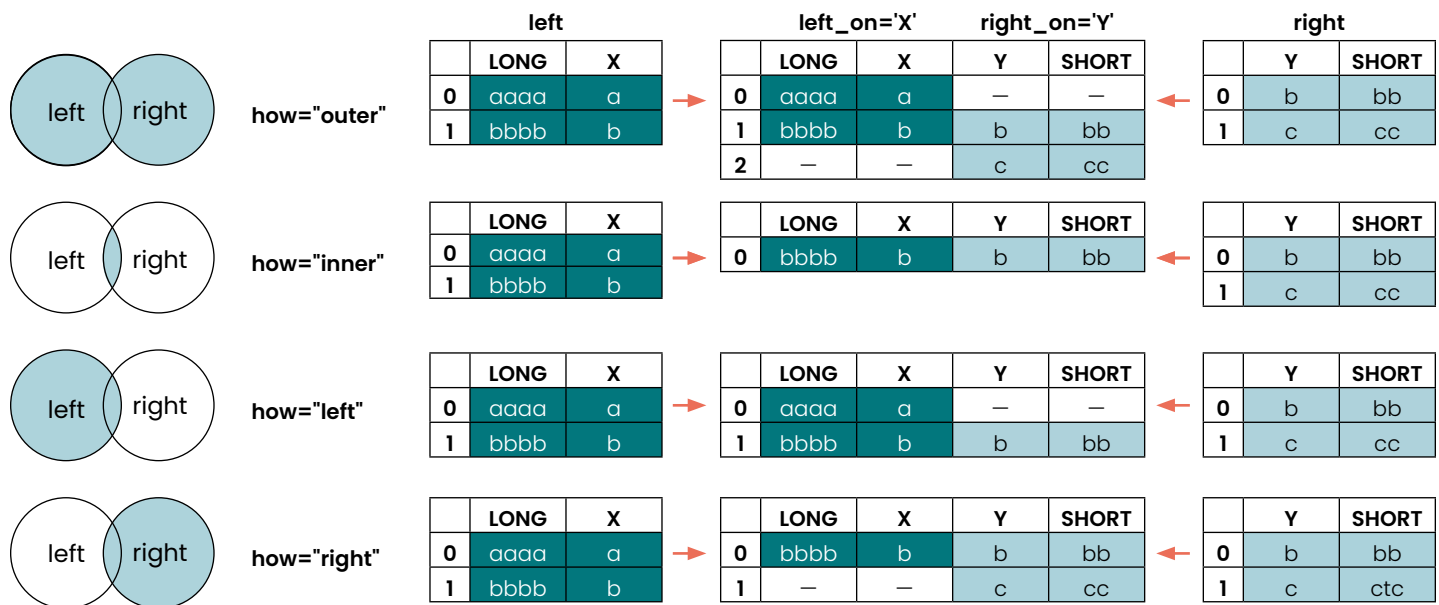 left left_on='X' right_on='Y' right
left right how="outer"
LONG X LONG X Y SHORT Y SHORT
0 aaaa a 0 aaaa a — — 0 b bb
1 bbbb b 1 bbbb b b bb 1 c cc
2 — — c cc
left right how="inner"
LONG X LONG X Y SHORT Y SHORT
0 aaaa a 0 bbbb b b bb 0 b bb
1 bbbb b 1 c cc
left right how="left"
LONG X LONG X Y SHORT Y SHORT
0 aaaa a 0 aaaa a — — 0 b bb
1 bbbb b 1 bbbb b b bb 1 c cc
left right how="right"
LONG X LONG X Y SHORT Y SHORT
0 aaaa a 0 bbbb b b bb 0 b bb
1 bbbb b 1 — — c cc 1 c ctc